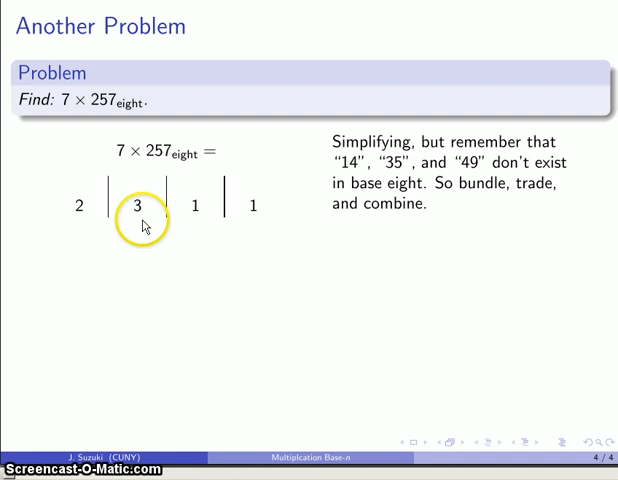 Another Problem
Problem
Find: 7 × 257eight.
7 × 257eight =
2 3 1 1
Simplifying, but remember that
“14”, “35”, and “49” don’t exist
in base eight. So bundle, trade,
and combine.
J. Suzuki (CUNY) Multiplcation Base-n 4 / 4
Screencast-O-Matic.com